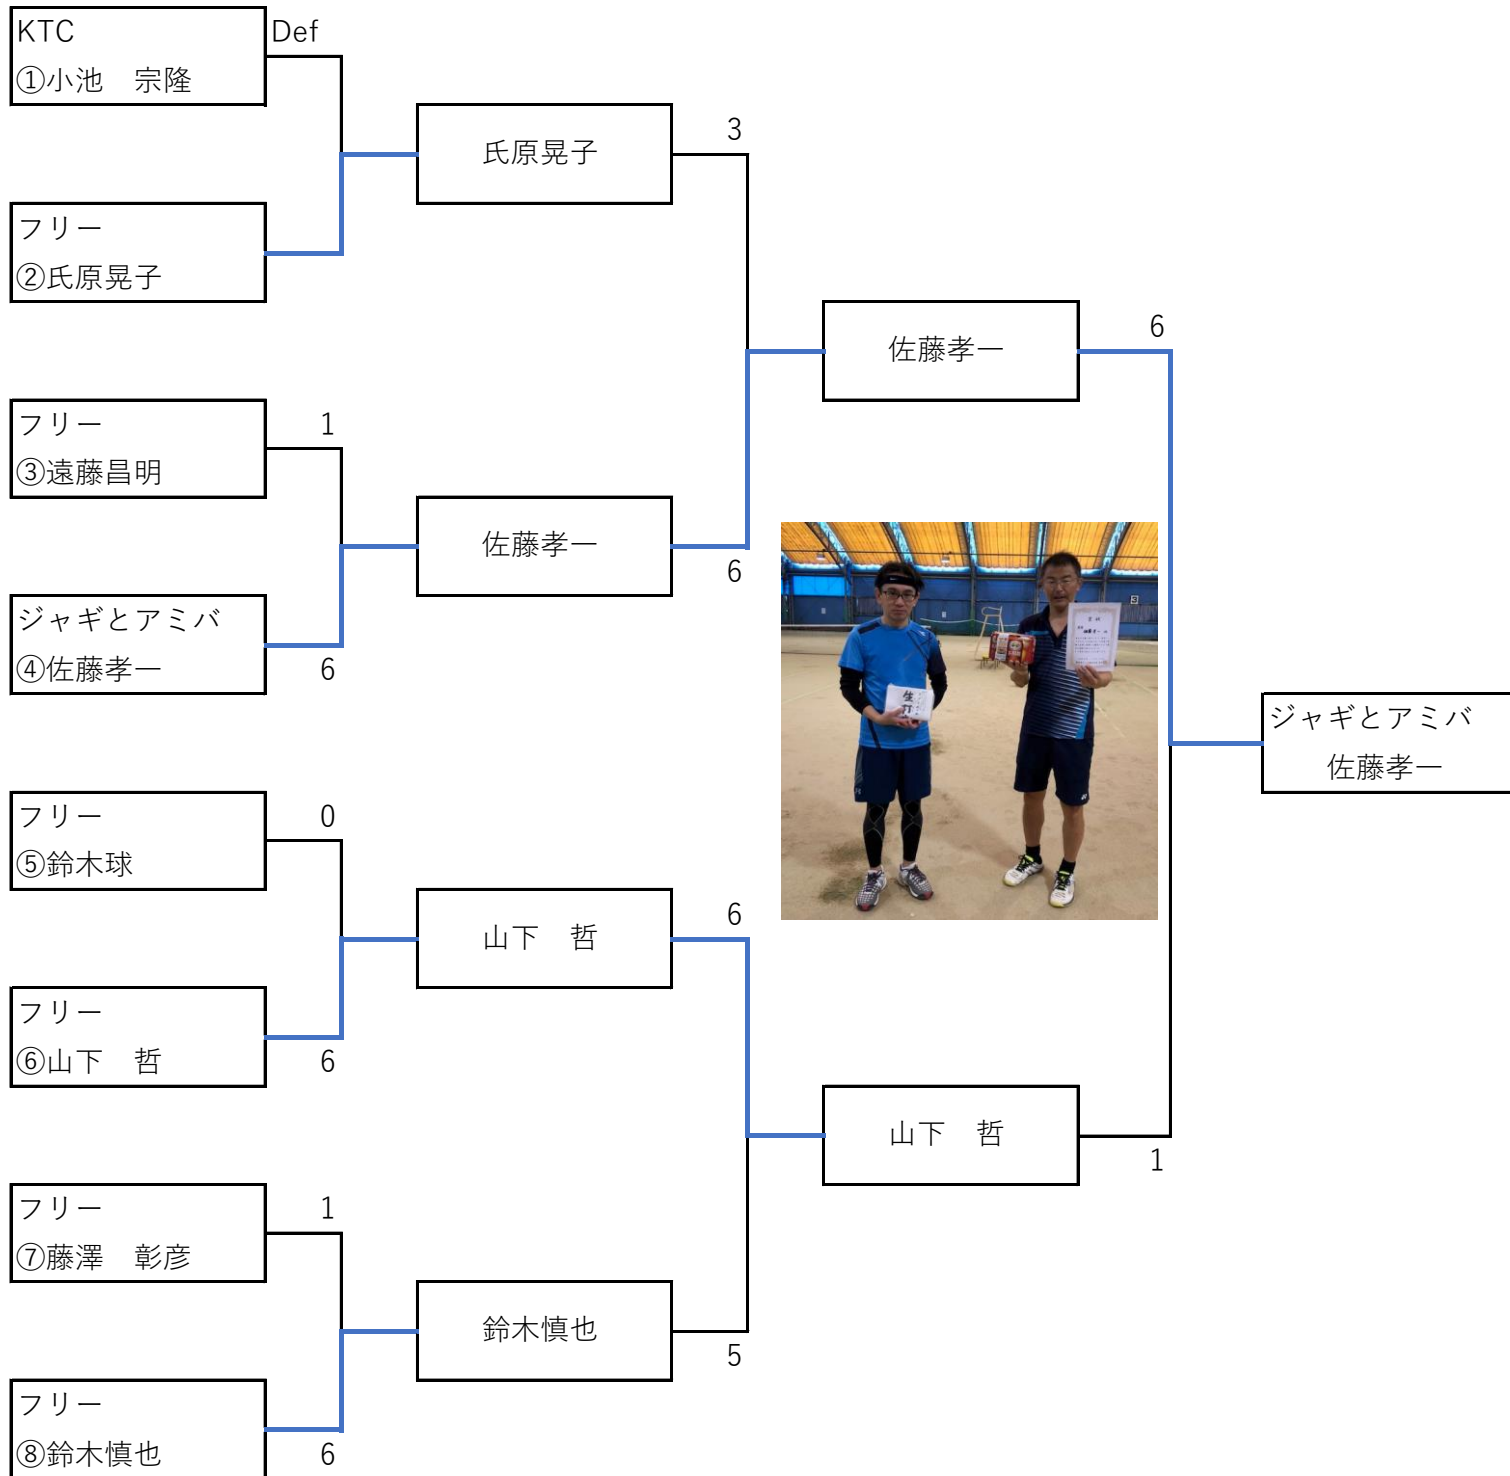 KTC
Def
①小池　宗隆
氏原晃子
3
フリー
②氏原晃子
佐藤孝一
6
フリー
1
③遠藤昌明
佐藤孝一
6
ジャギとアミバ
④佐藤孝一
6
ジャギとアミバ
佐藤孝一
フリー
0
⑤鈴木球
山下　哲
6
フリー
⑥山下　哲
6
山下　哲
1
フリー
1
⑦藤澤　彰彦
鈴木慎也
5
フリー
⑧鈴木慎也
6